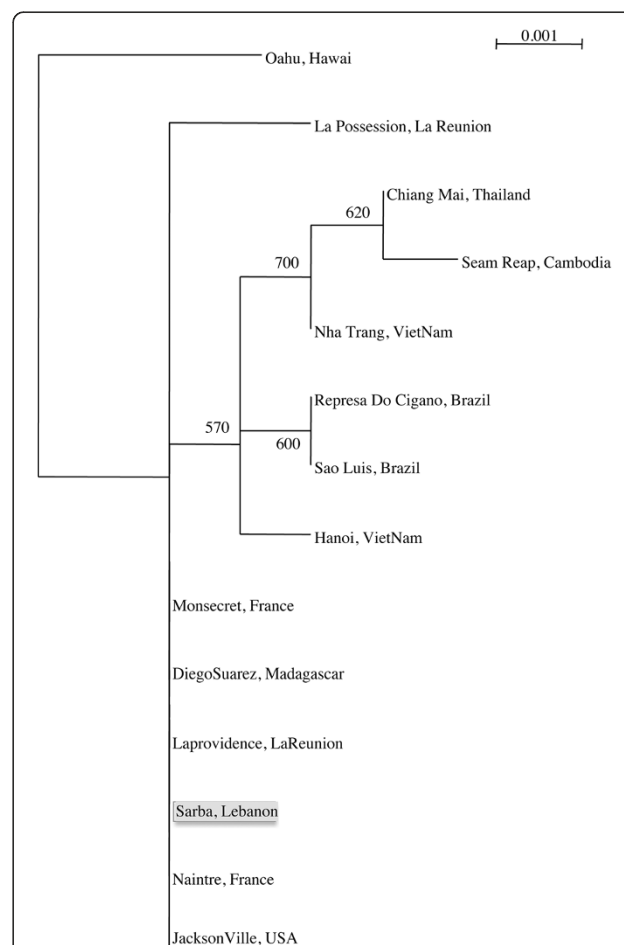 0.001
Oahu, Hawai
La Possession, La Reunion
Chiang Mai, Thailand
620
Seam Reap, Cambodia
700
Nha Trang, VietNam
Represa Do Cigano, Brazil
570
600
Sao Luis, Brazil
Hanoi, VietNam
Monsecret, France
DiegoSuarez, Madagascar
Laprovidence, LaReunion
Sarba, Lebanon
Naintre, France
JacksonVille, USA